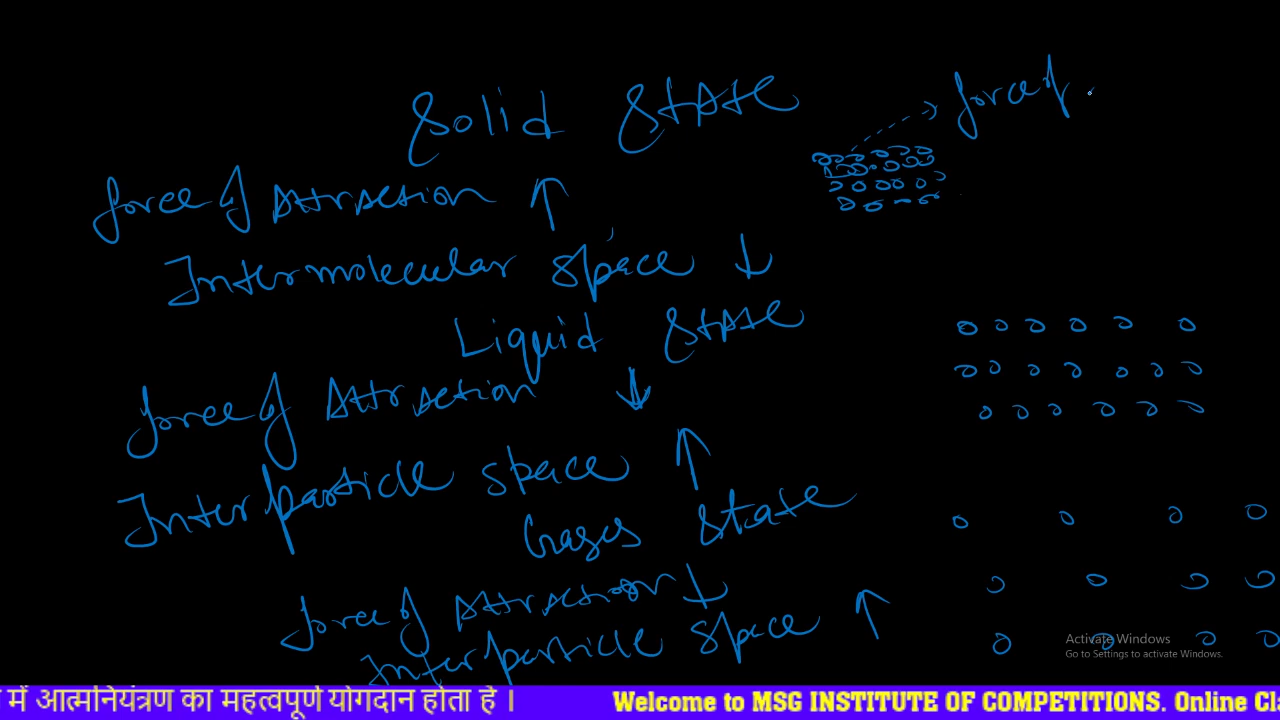 Solid State
force of
force of Attraction ↑
Intermolecular space ↓
Liquid State
force of Attraction ↓
Interparticle space ↑
Gases State
force of Attraction ↓
Interparticle space ↑
Activate Windows
Go to Settings to activate Windows.
में आत्मनियंत्रण का महत्वपूर्ण योगदान होता है । Welcome to MSG INSTITUTE OF COMPETITIONS. Online Cl